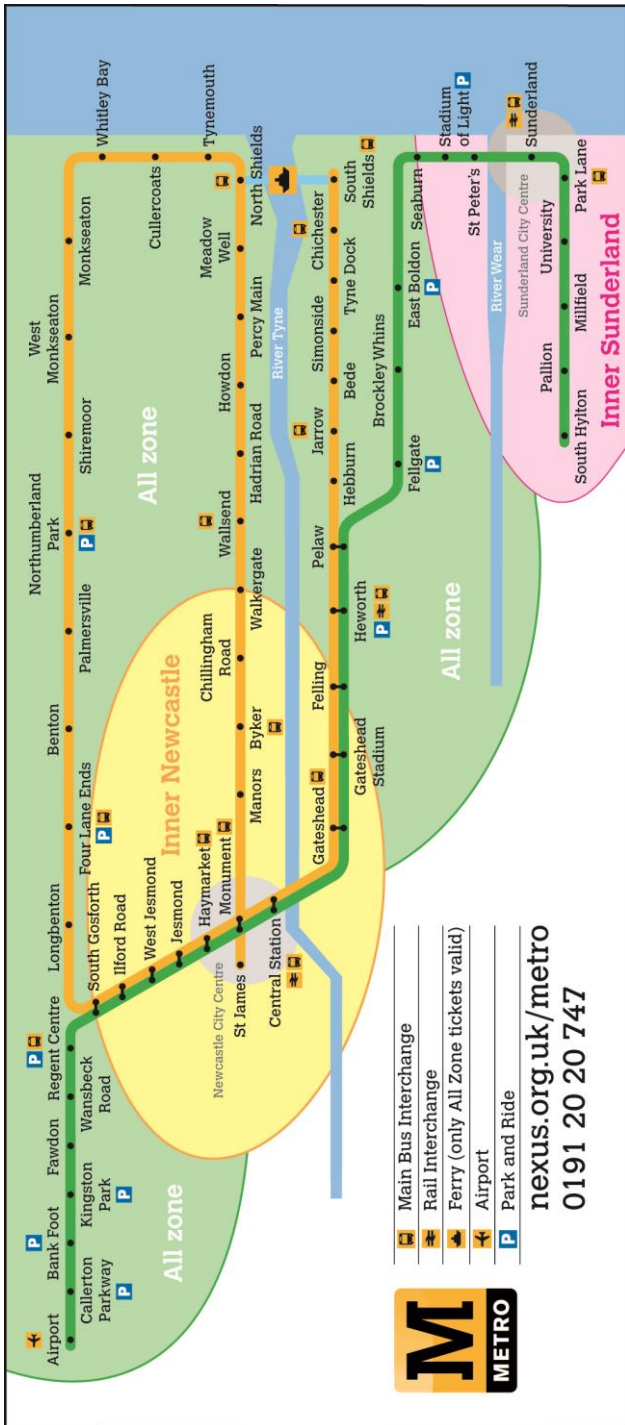 Airport
Callerton
Parkway
Bank Foot
Kingston
Park
Fawdon
Wansbeck
Road
Regent Centre
Longbenton
Four Lane Ends
Benton
Palmersville
Northumberland
Park
Shiremoor
West
Monkseaton
Monkseaton
Whitley Bay
Cullercoats
Tynemouth
North Shields
Meadow
Well
Percy Main
Howdon
Hadrian Road
Wallsend
Walkergate
Chillingham
Road
Byker
Manors
South Gosforth
Ilford Road
West Jesmond
Jesmond
Haymarket
Monument
St James
Central Station
Newcastle City Centre
Inner Newcastle
All zone
All zone
All zone
River Tyne
Gateshead
Gateshead
Stadium
Felling
Heworth
Pelaw
Hebburn
Jarrow
Bede
Simonside
Tyne Dock
Chichester
South
Shields
Fellgate
Brockley Whins
East Boldon
Seaburn
Stadium
of Light
St Peter's
River Wear
Sunderland
Sunderland City Centre
Park Lane
University
Millfield
Pallion
South Hylton
Inner Sunderland
M
METRO
Main Bus Interchange
Rail Interchange
Ferry (only All Zone tickets valid)
Airport
P Park and Ride
nexus.org.uk/metro
0191 20 20 747
P
P
P
P
P
P
P
P
P
P